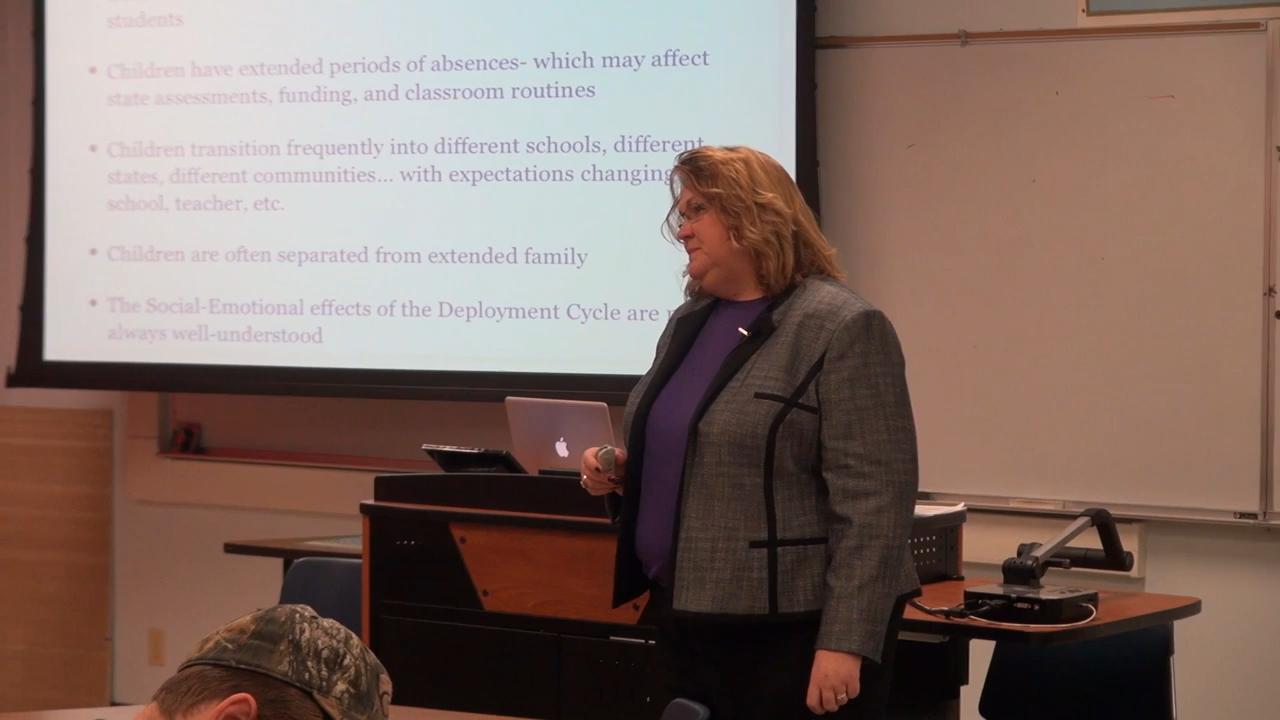 students
• Children have extended periods of absences- which may affect
state assessments, funding, and classroom routines
• Children transition frequently into different schools, different
states, different communities... with expectations changing
school, teacher, etc.
• Children are often separated from extended family
• The Social-Emotional effects of the Deployment Cycle are
always well-understood